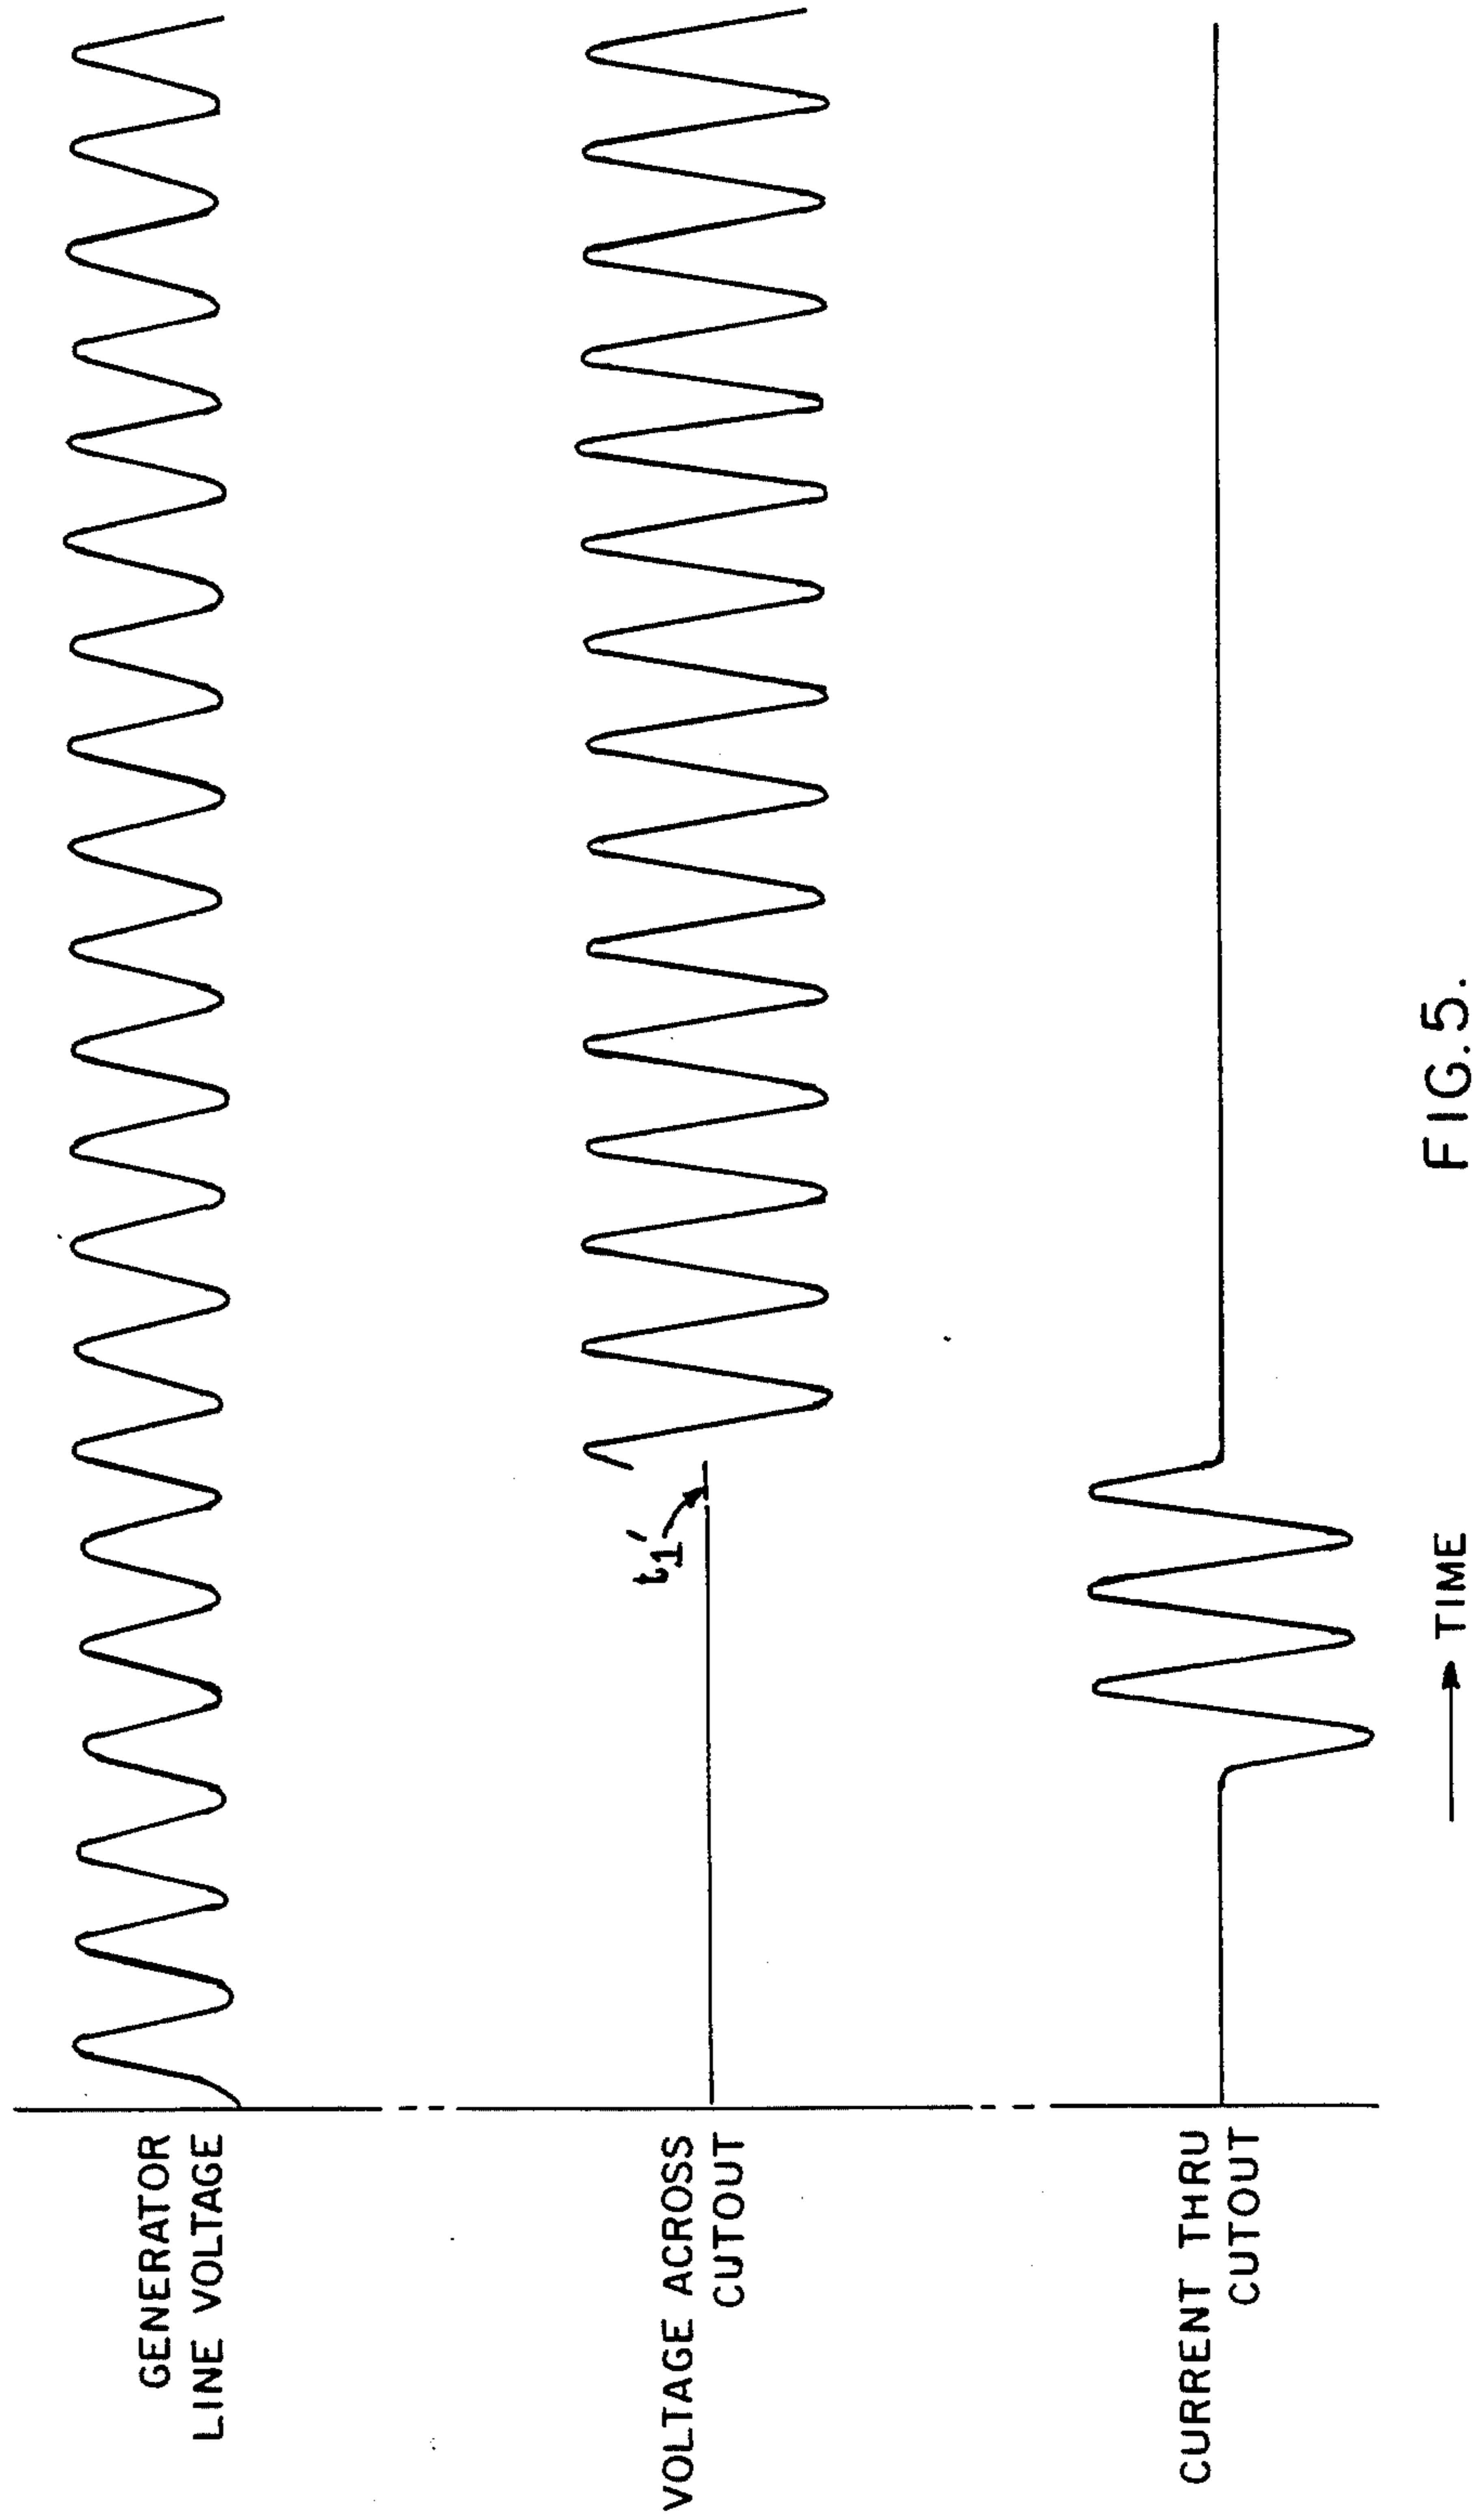 GENERATOR
LINE VOLTAGE
VOLTAGE ACROSS
CUTOUT
t₁′
CURRENT THRU
CUTOUT
TIME
FIG.5.